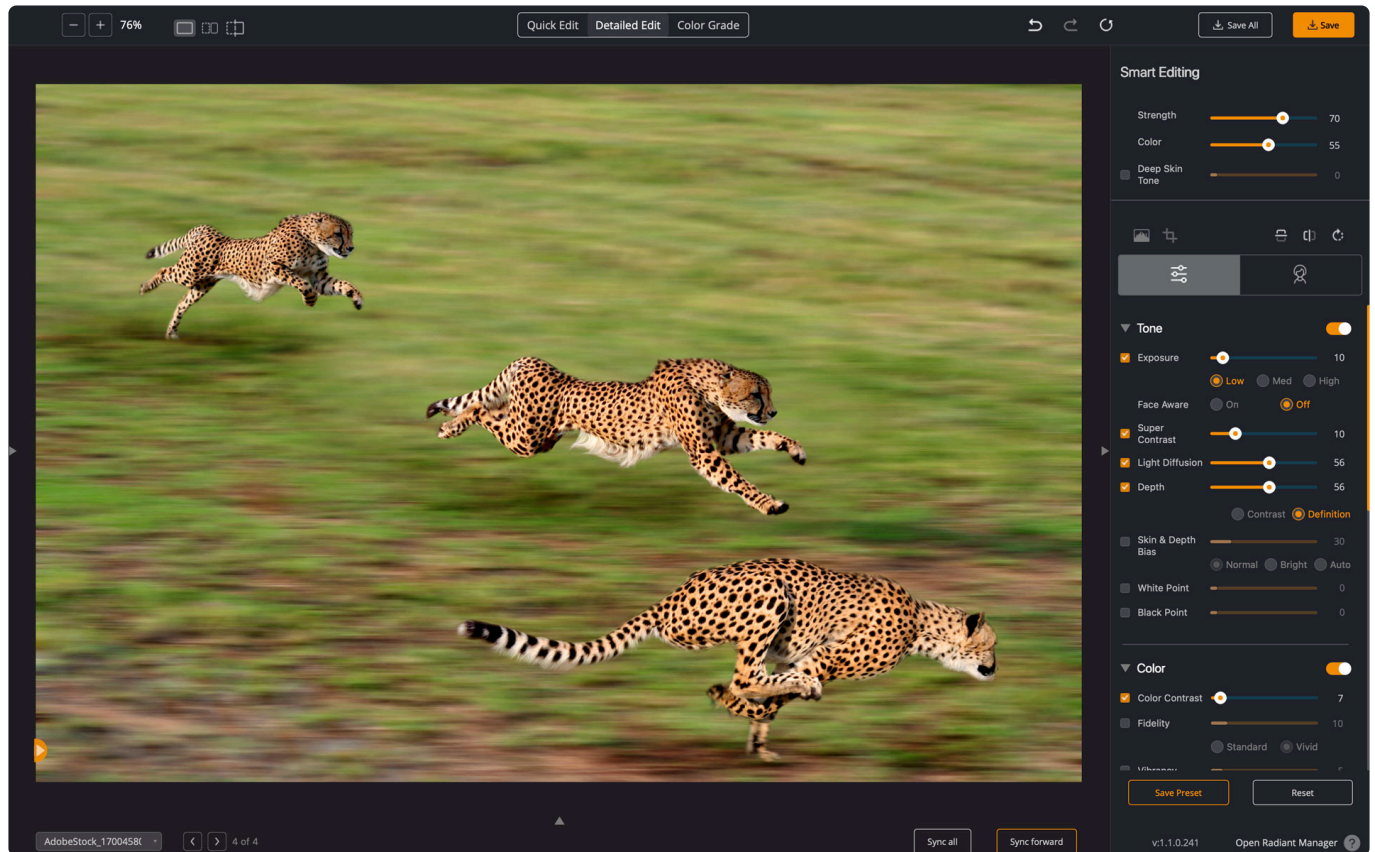 76%
Quick Edit Detailed Edit Color Grade
Save All
Save
Smart Editing
Strength 70
Color 55
Deep Skin
Tone 0
Tone
Exposure 10
Low Med High
Face Aware On Off
Super
Contrast 10
Light Diffusion 56
Depth 56
Contrast Definition
Skin & Depth
Bias 30
Normal Bright Auto
White Point 0
Black Point 0
Color
Color Contrast 7
Fidelity 10
Standard Vivid
Vibrancy 5
Save Preset Reset
AdobeStock_1700458( 4 of 4
Sync all Sync forward
v:1.1.0.241 Open Radiant Manager ?